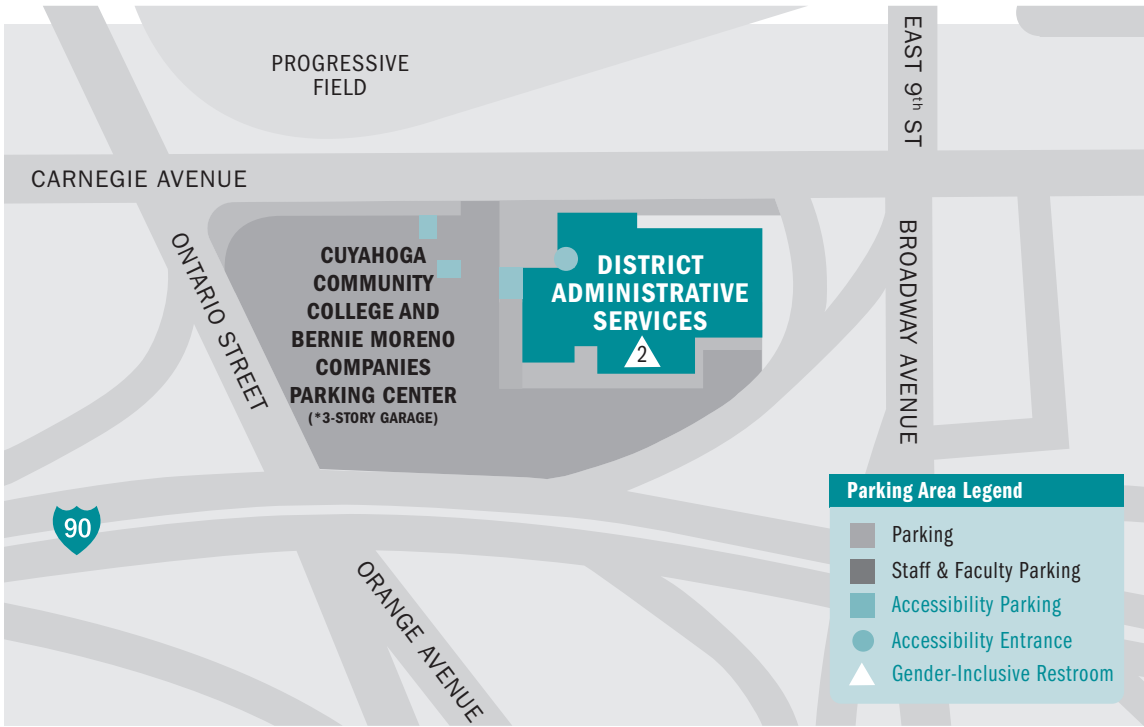 PROGRESSIVE
FIELD
EAST 9th ST
CARNEGIE AVENUE
ONTARIO STREET
CUYAHOGA
COMMUNITY
COLLEGE AND
BERNIE MORENO
COMPANIES
PARKING CENTER
(*3-STORY GARAGE)
DISTRICT
ADMINISTRATIVE
SERVICES
2
BROADWAY AVENUE
90
ORANGE AVENUE
Parking Area Legend
Parking
Staff & Faculty Parking
Accessibility Parking
Accessibility Entrance
Gender-Inclusive Restroom